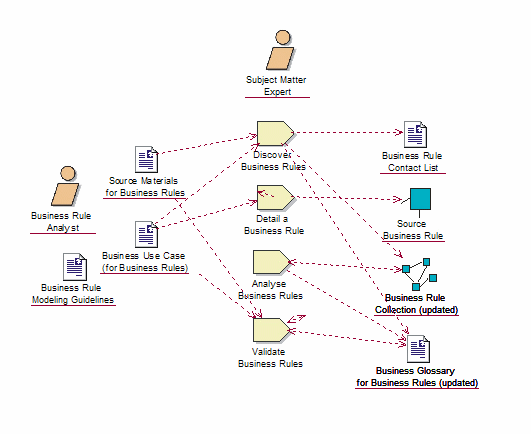 Subject Matter
Expert
Discover
Business Rules
Business Rule
Contact List
Source Materials
for Business Rules
Business Rule
Analyst
Detail a
Business Rule
Source
Business Rule
Business Use Case
(for Business Rules)
Business Rule
Modeling Guidelines
Analyse
Business Rules
Business Rule
Collection (updated)
Validate
Business Rules
Business Glossary
for Business Rules (updated)